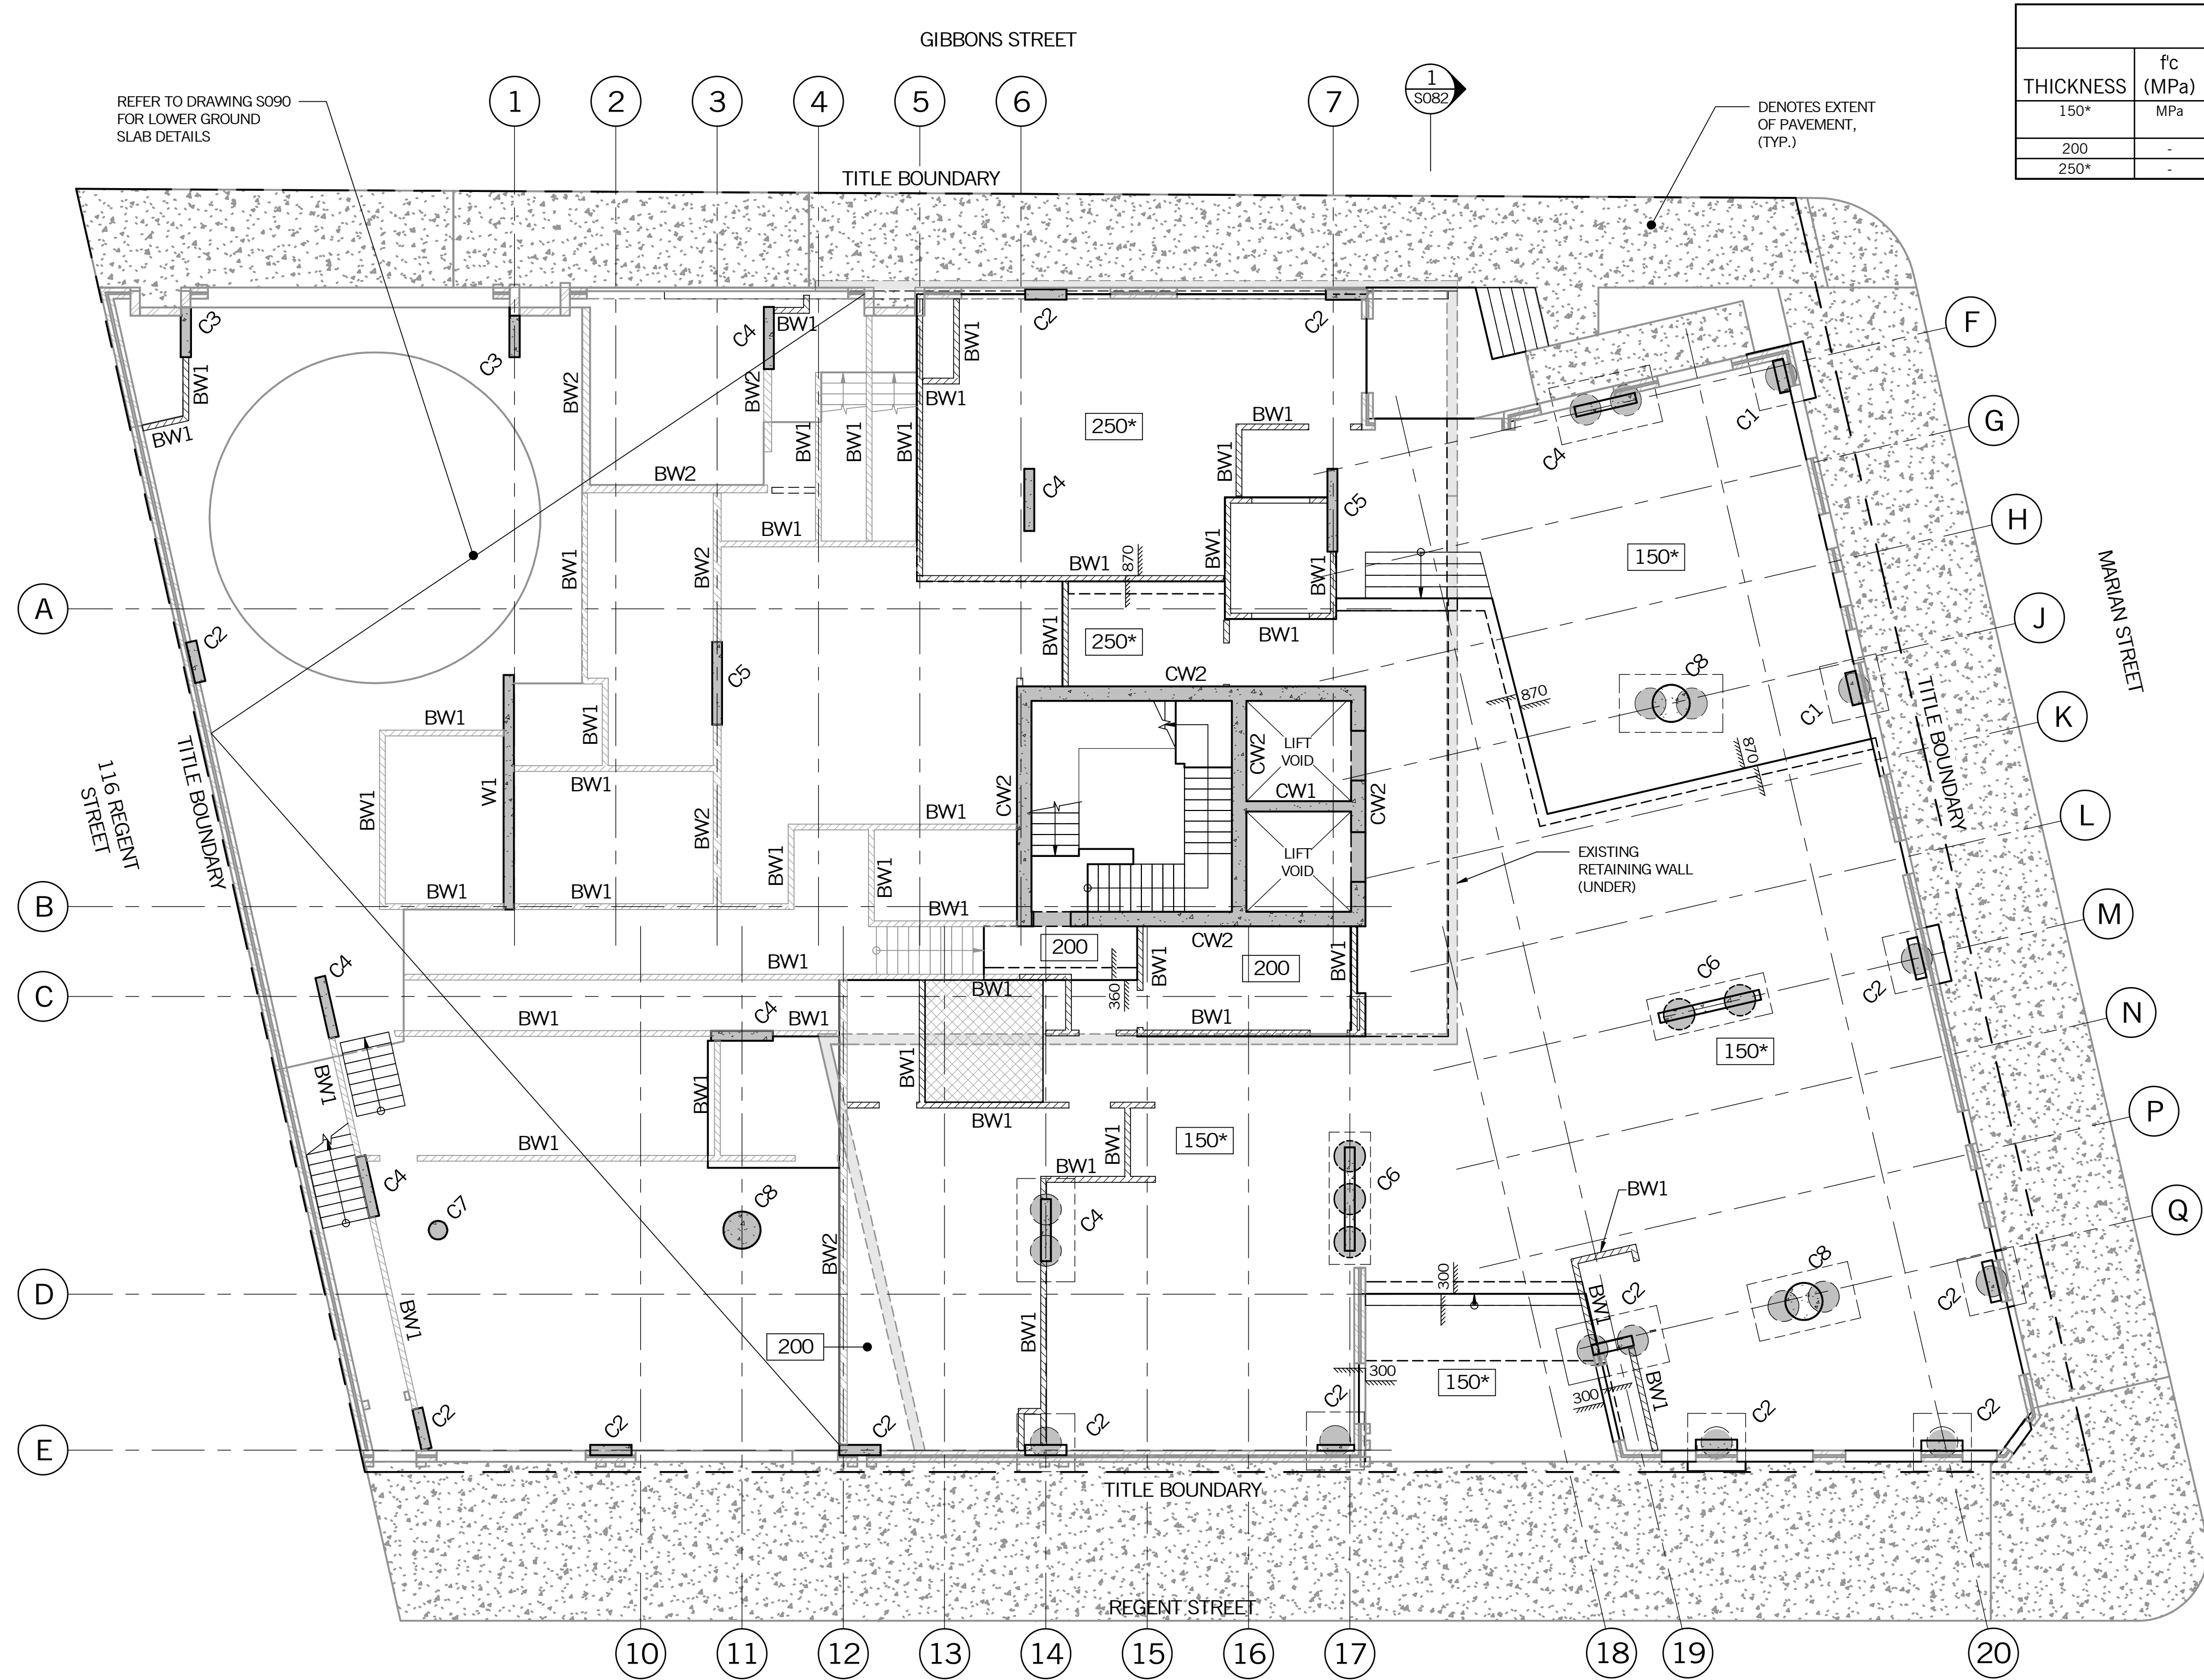 GIBBONS STREET
THICKNESS
f'c
(MPa)
150*
MPa
200
-
250*
-
REFER TO DRAWING S090
FOR LOWER GROUND
SLAB DETAILS
1
2
3
4
5
6
7
1
S082
DENOTES EXTENT
OF PAVEMENT,
(TYP.)
TITLE BOUNDARY
C3
C3
C4
BW1
C2
C2
F
BW1
BW1
BW2
BW2
BW1
BW1
C1
BW1
BW1
BW1
BW1
250*
BW1
C4
G
BW2
BW1
C4
C5
BW1
BW1
BW2
BW1
870
BW1
BW1
150*
H
A
C2
BW1
250*
BW1
J
MARIAN STREET
C5
CW2
C8
C1
870
BW1
BW1
W1
BW1
CW2
CW2
LIFT
VOID
CW1
CW2
870
TITLE BOUNDARY
K
116 REGENT
STREET
TITLE BOUNDARY
BW1
BW2
BW1
BW1
BW1
LIFT
VOID
EXISTING
RETAINING WALL
(UNDER)
L
BW1
BW1
B
BW1
M
200
CW2
BW1
200
BW1
C4
BW1
C6
C2
C
BW1
360
BW1
C4
BW1
BW1
N
150*
BW1
BW1
BW1
BW1
BW1
150*
BW1
P
BW1
C4
C7
C8
C4
C6
BW1
Q
BW2
C8
D
300
BW1
C2
C2
BW1
BW1
200
300
150*
300
BW1
C2
C2
C2
C2
C2
C2
C2
E
TITLE BOUNDARY
REGENT STREET
10
11
12
13
14
15
16
17
18
19
20